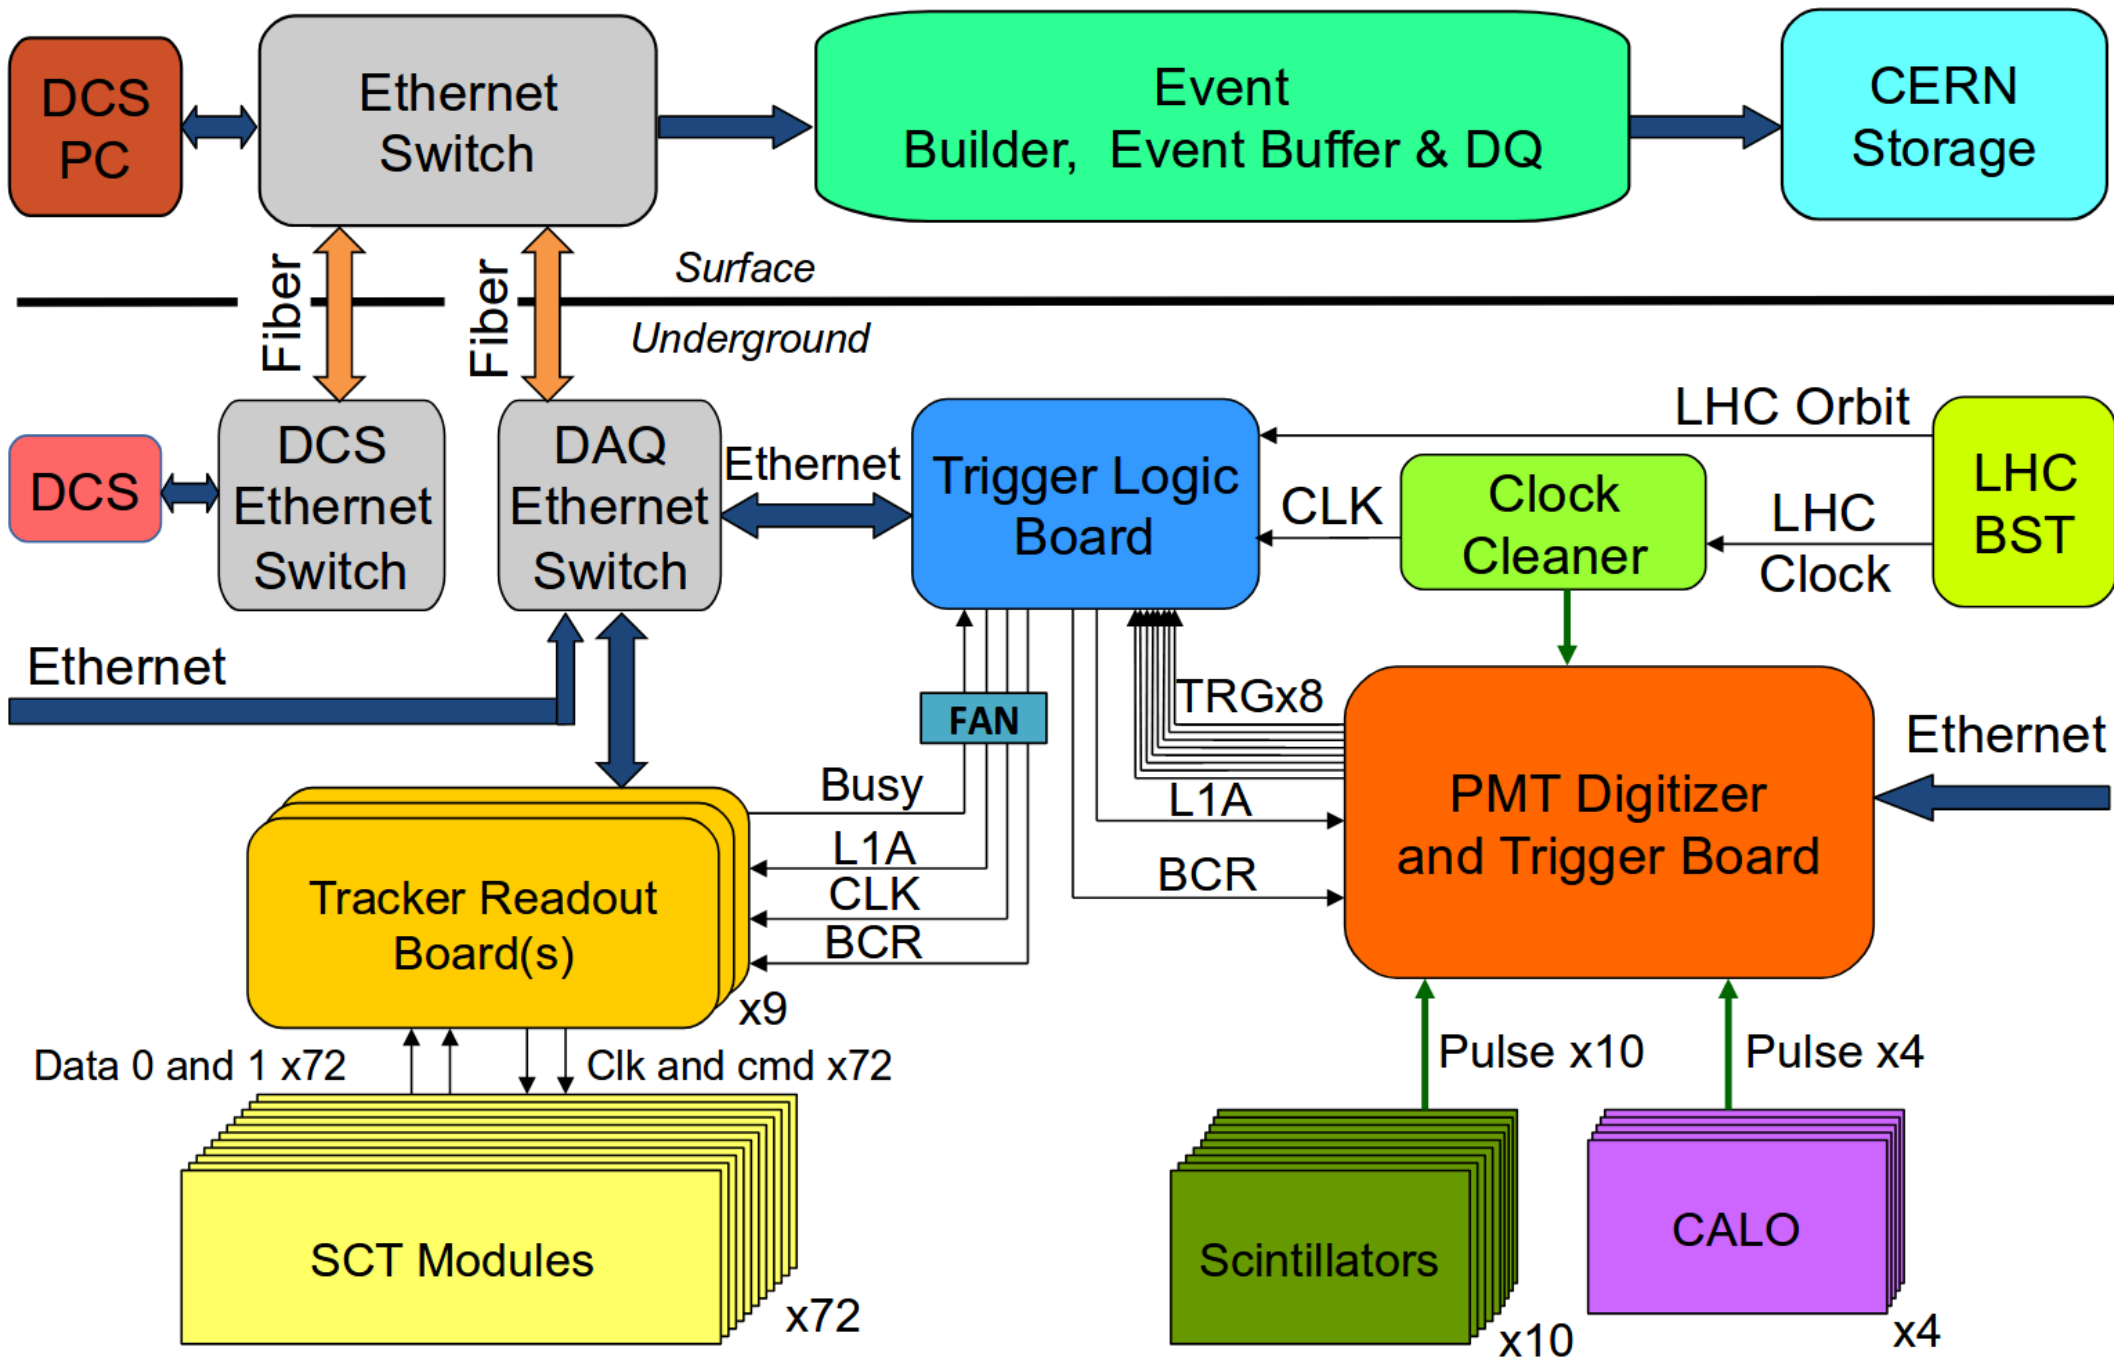 DCS
PC
Ethernet
Switch
Event
Builder, Event Buffer & DQ
CERN
Storage
Fiber
Fiber
Surface
Underground
DCS
DCS
Ethernet
Switch
DAQ
Ethernet
Switch
Ethernet
Trigger Logic
Board
LHC Orbit
CLK
Clock
Cleaner
LHC
Clock
LHC
BST
Ethernet
FAN
TRGx8
Busy
L1A
CLK
BCR
L1A
BCR
PMT Digitizer
and Trigger Board
Ethernet
Tracker Readout
Board(s)
x9
Data 0 and 1 x72
Clk and cmd x72
Pulse x10
Pulse x4
SCT Modules
x72
Scintillators
x10
CALO
x4